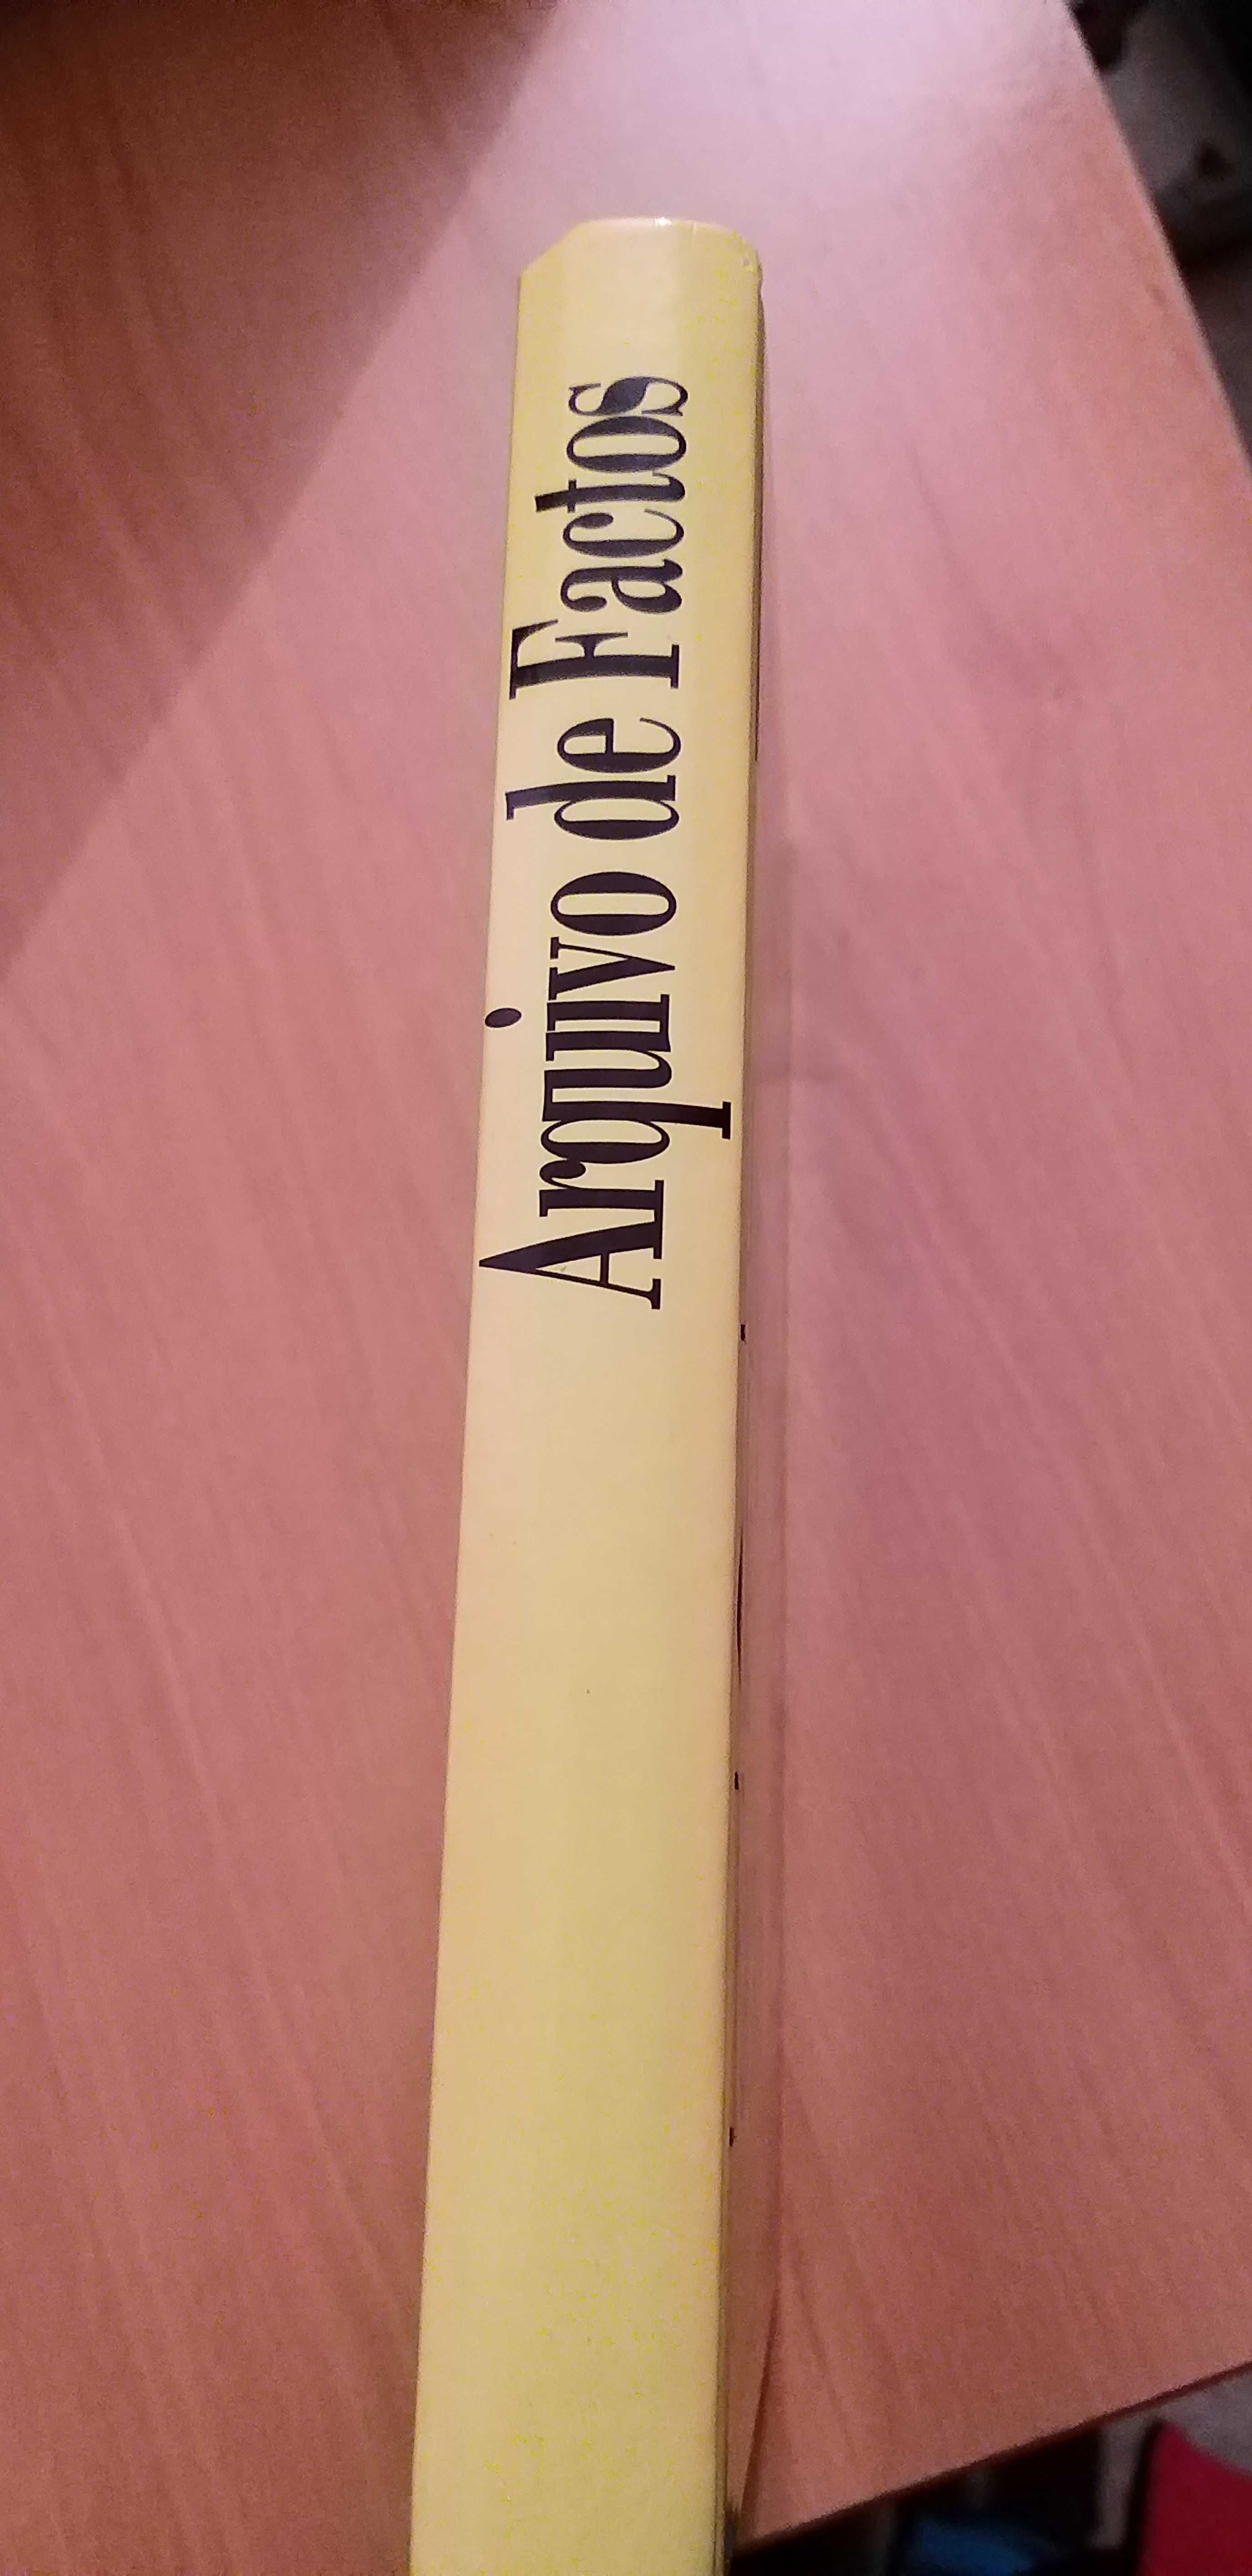 Arquivo de Factos